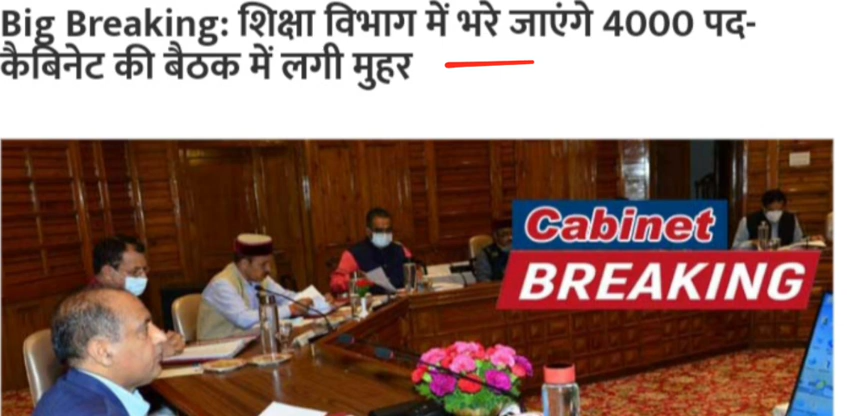 Big Breaking: शिक्षा विभाग में भरे जाएंगे 4000 पद-
कैबिनेट की बैठक में लगी मुहर
Cabinet
BREAKING